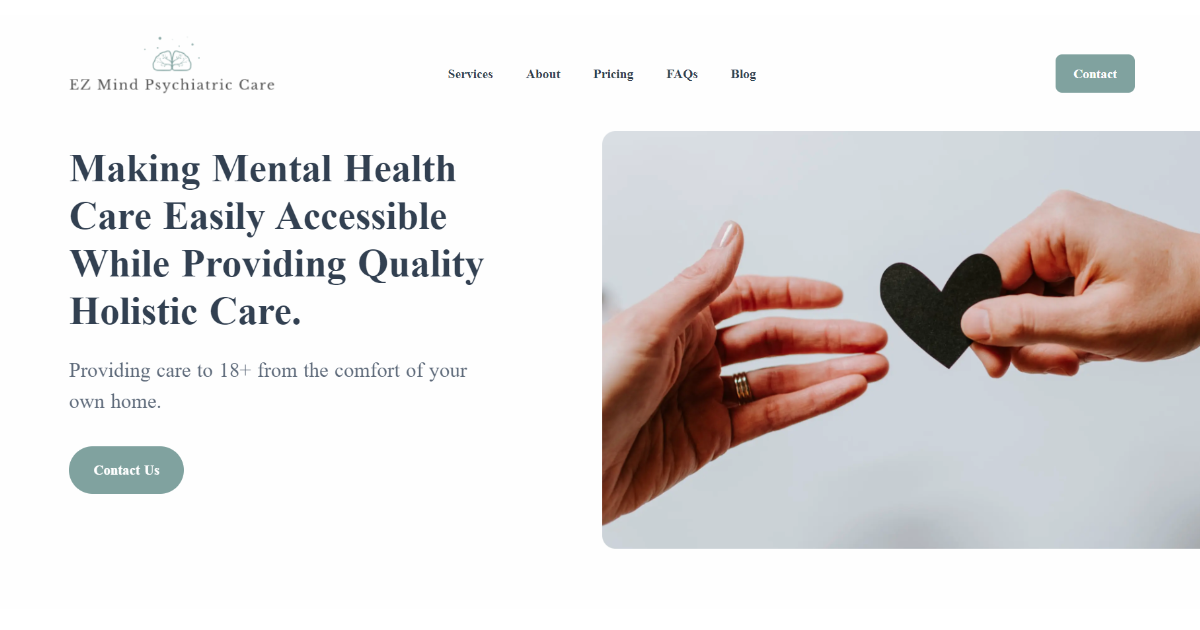 EZ Mind Psychiatric Care
Services About Pricing FAQs Blog
Contact
Making Mental Health
Care Easily Accessible
While Providing Quality
Holistic Care.
Providing care to 18+ from the comfort of your
own home.
Contact Us